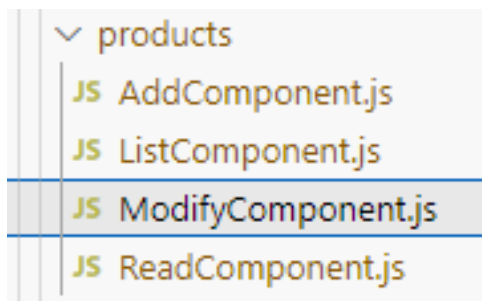 products
JS AddComponent.js
JS ListComponent.js
JS ModifyComponent.js
JS ReadComponent.js